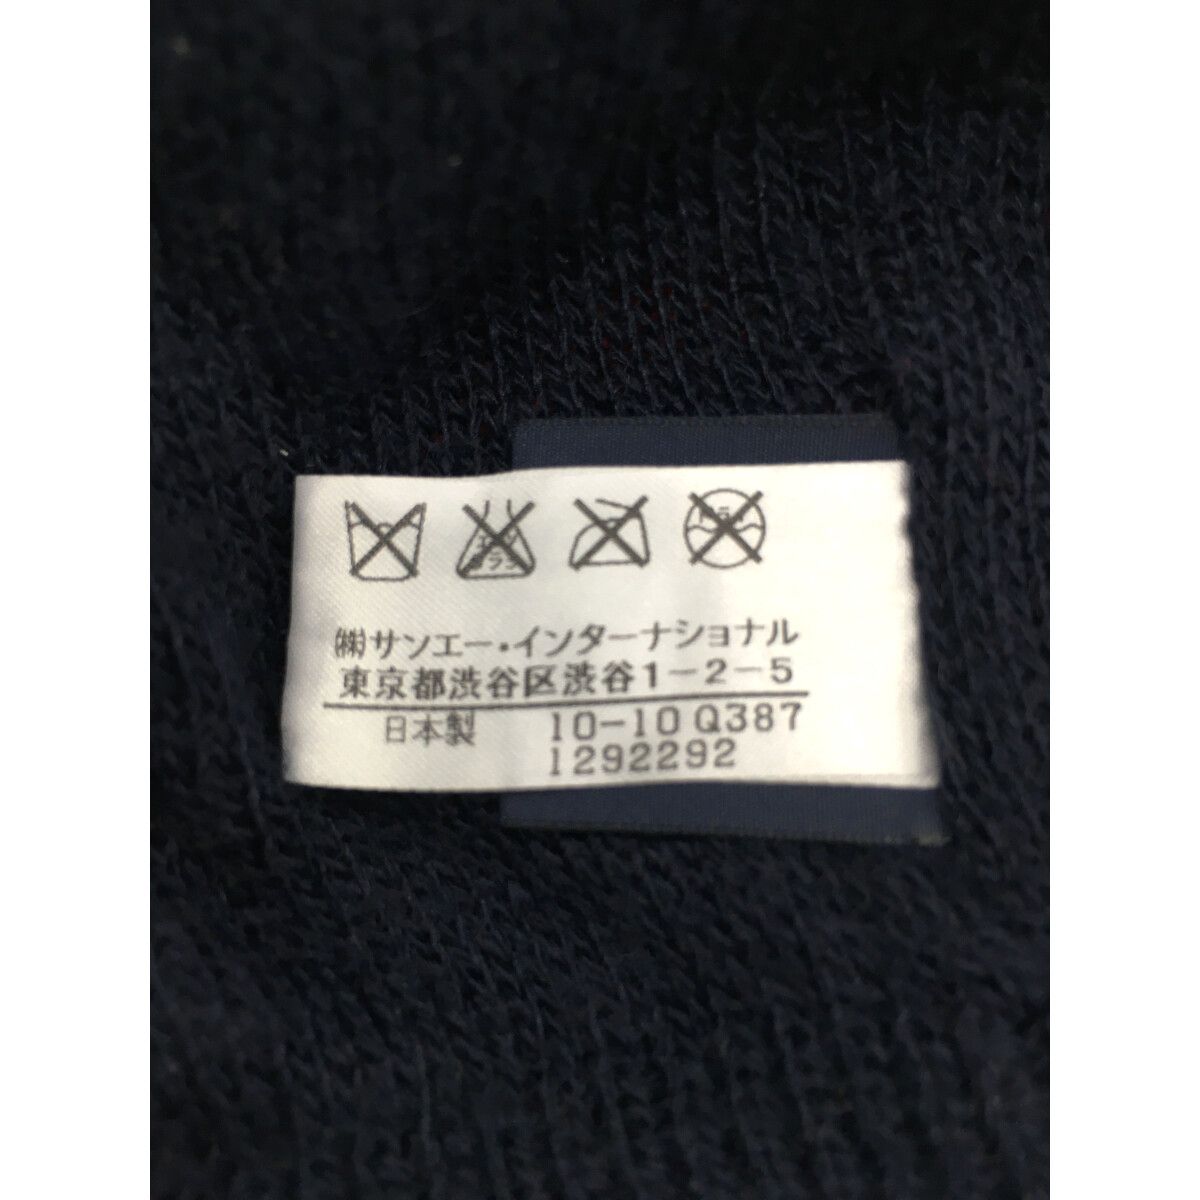 ㈱サンエー・インターナショナル
東京都渋谷区渋谷1-2-5
日本製 10-10 Q387
1292292